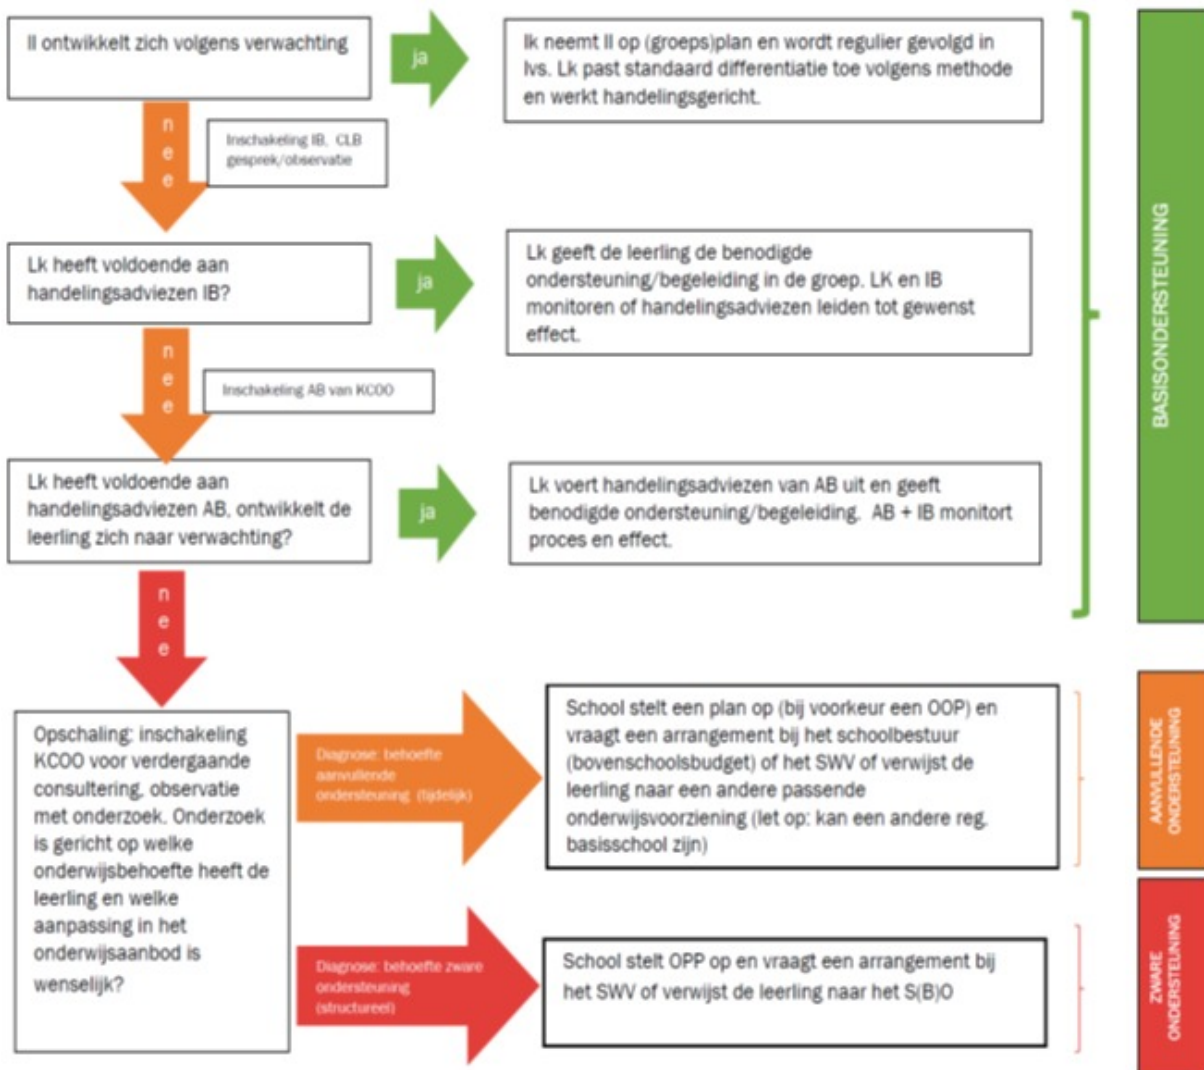 ll ontwikkelt zich volgens verwachting
ja
Ik neemt ll op (groeps)plan en wordt regulier gevolgd in
lvs. Lk past standaard differentiatie toe volgens methode
en werkt handelingsgericht.
n
e
e
Inschakeling IB, CLB
gesprek/observatie
Lk heeft voldoende aan
handelingsadviezen IB?
ja
Lk geeft de leerling de benodigde
ondersteuning/begeleiding in de groep. LK en IB
monitoren of handelingsadviezen leiden tot gewenst
effect.
n
e
e
Inschakeling AB van KCOO
Lk heeft voldoende aan
handelingsadviezen AB, ontwikkelt de
leerling zich naar verwachting?
ja
Lk voert handelingsadviezen van AB uit en geeft
benodigde ondersteuning/begeleiding. AB + IB monitort
proces en effect.
BASISONDERSTEUNING
n
e
e
Opschaling: inschakeling
KCOO voor verdergaande
consultering, observatie
met onderzoek. Onderzoek
is gericht op welke
onderwijsbehoefte heeft de
leerling en welke
aanpassing in het
onderwijsaanbod is
wenselijk?
Diagnose: behoefte
aanvullende
ondersteuning (tijdelijk)
School stelt een plan op (bij voorkeur een OOP) en
vraagt een arrangement bij het schoolbestuur
(bovenschoolsbudget) of het SWV of verwijst de
leerling naar een andere passende
onderwijsvoorziening (let op: kan een andere reg.
basisschool zijn)
AANVULLENDE
ONDERSTEUNING
Diagnose: behoefte zware
ondersteuning
(structureel)
School stelt OPP op en vraagt een arrangement bij
het SWV of verwijst de leerling naar het S(B)O
ZWARE
ONDERSTEUNING